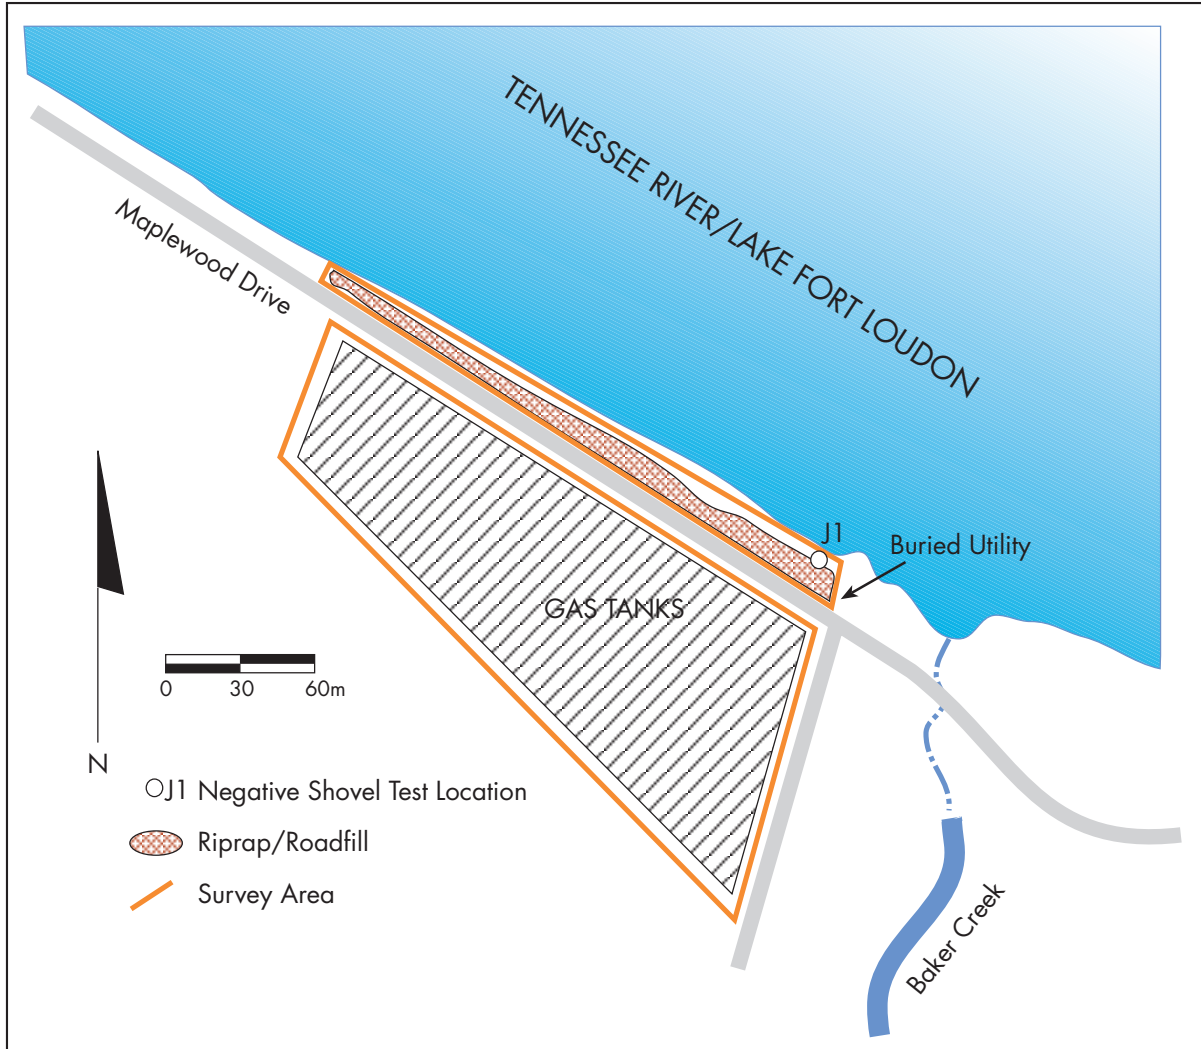 TENNESSEE RIVER/LAKE FORT LOUDON
Maplewood Drive
J1
Buried Utility
GAS TANKS
0 30 60m
N
J1 Negative Shovel Test Location
Riprap/Roadfill
Survey Area
Baker Creek